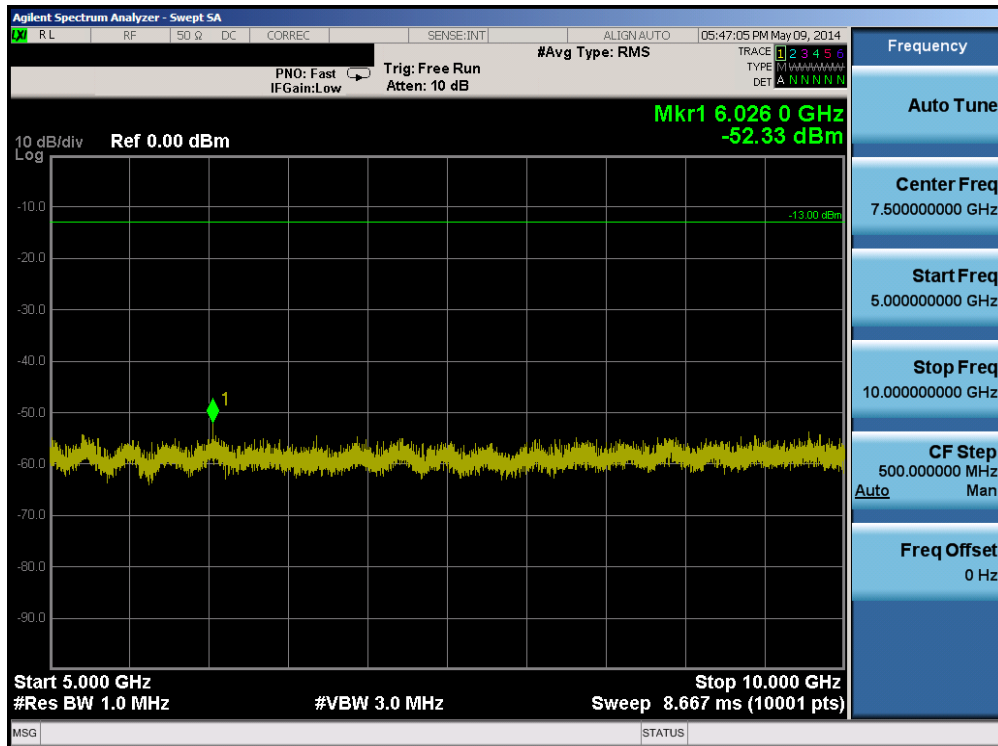 Agilent Spectrum Analyzer - Swept SA
LXI RL RF 50 Ω DC CORREC SENSE:INT ALIGN AUTO 05:47:05 PM May 09, 2014
#Avg Type: RMS TRACE 1 2 3 4 5 6
PNO: Fast Trig: Free Run TYPE M WWWWW
IFGain:Low Atten: 10 dB DET A N N N N N
Mkr1 6.026 0 GHz
-52.33 dBm
10 dB/div Ref 0.00 dBm
Log
-10.0
-13.00 dBm
-20.0
-30.0
-40.0
1
-50.0
-60.0
-70.0
-80.0
-90.0
Start 5.000 GHz Stop 10.000 GHz
#Res BW 1.0 MHz #VBW 3.0 MHz Sweep 8.667 ms (10001 pts)
MSG STATUS
Frequency
Auto Tune
Center Freq
7.500000000 GHz
Start Freq
5.000000000 GHz
Stop Freq
10.000000000 GHz
CF Step
500.000000 MHz
Auto Man
Freq Offset
0 Hz